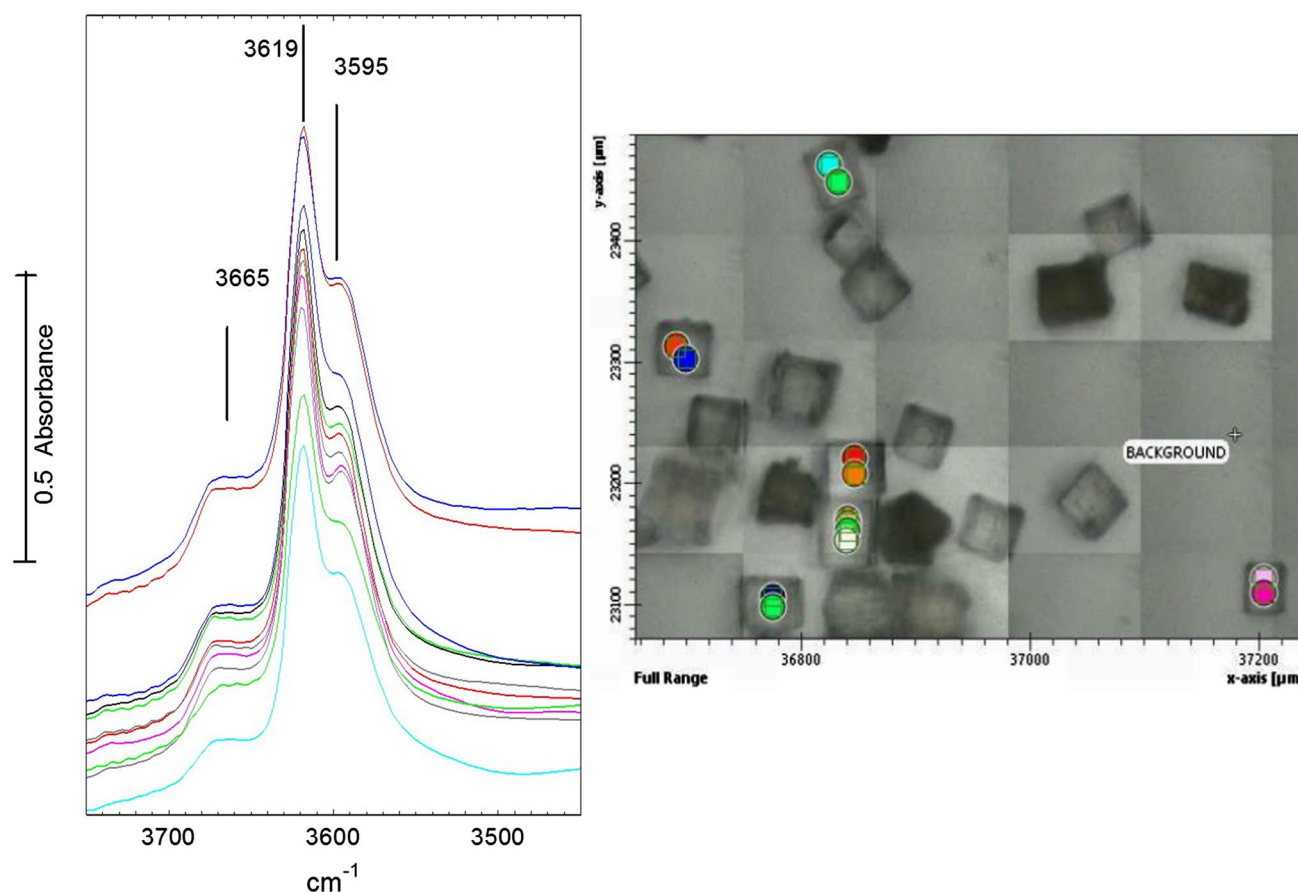 3619
3595
3665
0.5 Absorbance
3700
3600
3500
cm-1
y-axis [µm]
23400
23300
23200
23100
BACKGROUND
36800
37000
37200
Full Range
x-axis [µm]